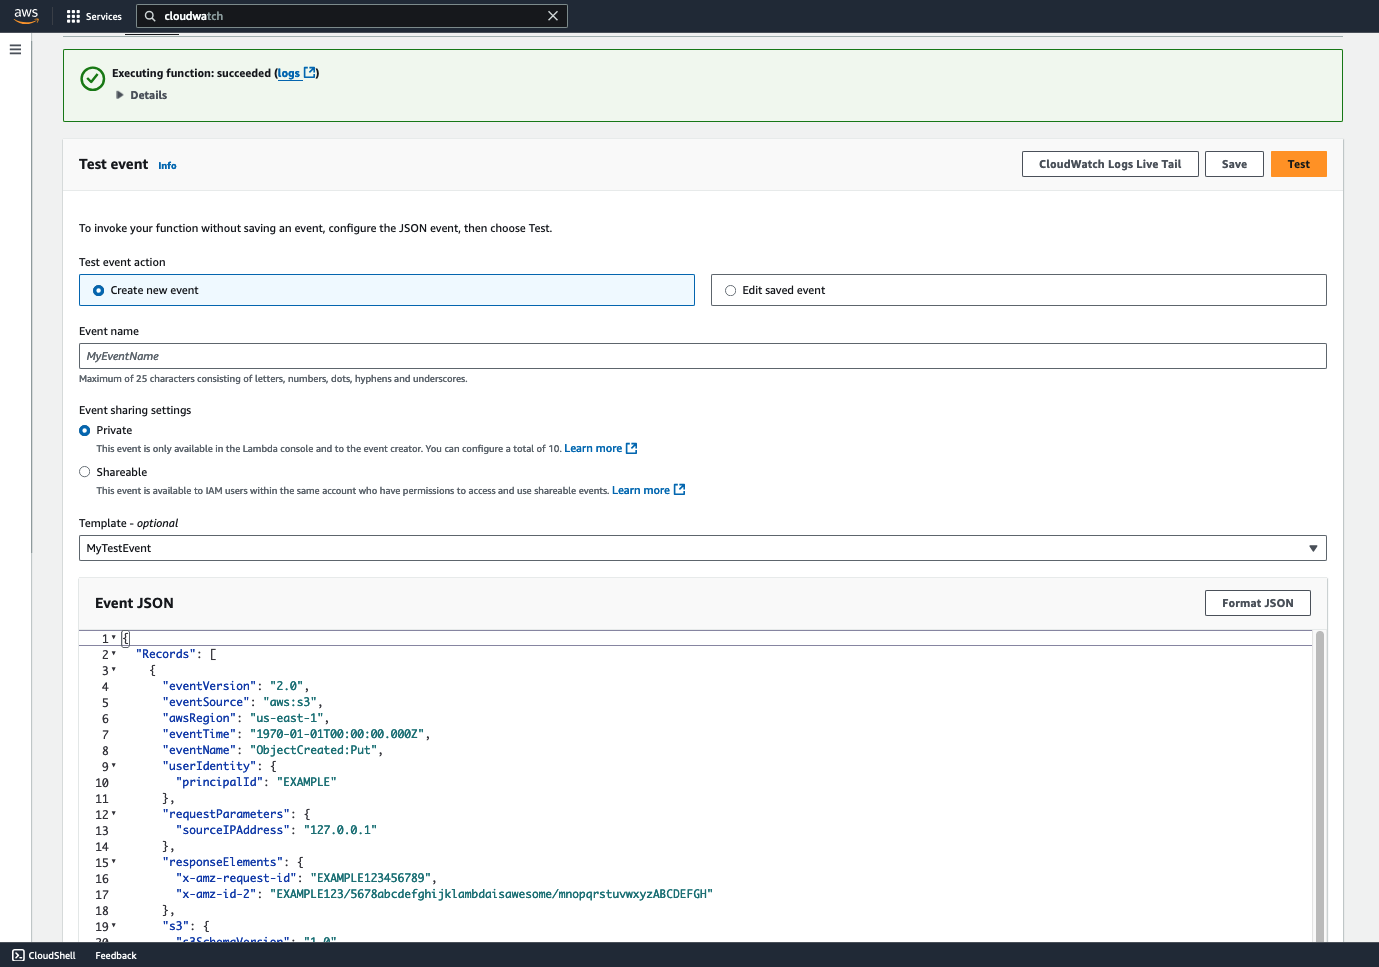 aws
Services
cloudwatch
Executing function: succeeded (logs)
Details
Test event Info
CloudWatch Logs Live Tail
Save
Test
To invoke your function without saving an event, configure the JSON event, then choose Test.
Test event action
Create new event
Edit saved event
Event name
MyEventName
Maximum of 25 characters consisting of letters, numbers, dots, hyphens and underscores.
Event sharing settings
Private
This event is only available in the Lambda console and to the event creator. You can configure a total of 10. Learn more
Shareable
This event is available to IAM users within the same account who have permissions to access and use shareable events. Learn more
Template - optional
MyTestEvent
Event JSON
Format JSON
1 {
2 "Records": [
3 {
4 "eventVersion": "2.0",
5 "eventSource": "aws:s3",
6 "awsRegion": "us-east-1",
7 "eventTime": "1970-01-01T00:00:00.000Z",
8 "eventName": "ObjectCreated:Put",
9 "userIdentity": {
10 "principalId": "EXAMPLE"
11 },
12 "requestParameters": {
13 "sourceIPAddress": "127.0.0.1"
14 },
15 "responseElements": {
16 "x-amz-request-id": "EXAMPLE123456789",
17 "x-amz-id-2": "EXAMPLE123/5678abcdefghijklambdaisawesome/mnopqrstuvwxyzABCDEFGH"
18 },
19 "s3": {
20 "s3SchemaVersion": "1.0"
CloudShell
Feedback